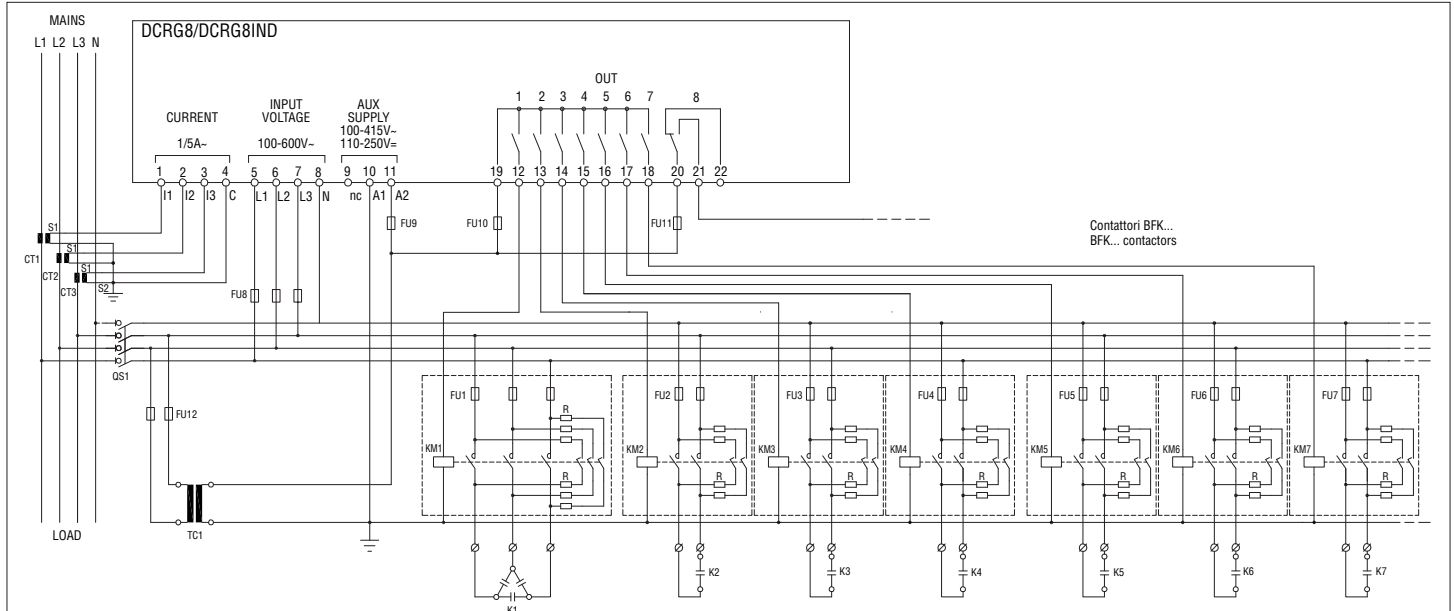 MAINS
L1 L2 L3 N
DCRG8/DCRG8IND
OUT
1 2 3 4 5 6 7 8
CURRENT
1/5A~
INPUT
VOLTAGE
100-600V~
AUX
SUPPLY
100-415V~
110-250V=
1 2 3 4 5 6 7 8 9 10 11 19 12 13 14 15 16 17 18 20 21 22
I1 I2 I3 C L1 L2 L3 N nc A1 A2
FU9 FU10 FU11
Contattori BFK...
BFK... contactors
S1
CT1
S1
CT2
S1
CT3
S2
FU8
QS1
FU12
FU1 FU2 FU3 FU4 FU5 FU6 FU7
R
KM1 KM2 KM3 KM4 KM5 KM6 KM7
R R R R R R R
LOAD
TC1
K2 K3 K4 K5 K6 K7
K1